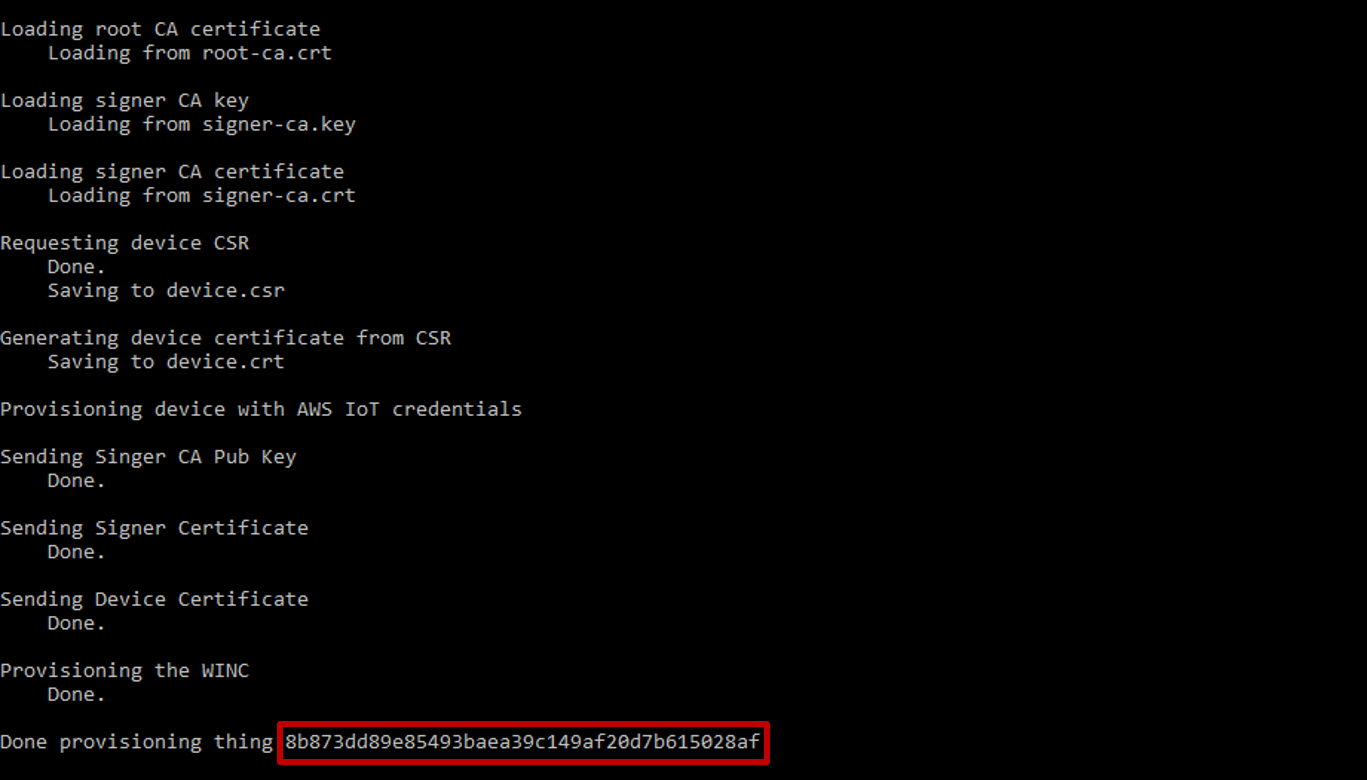 Loading root CA certificate
Loading from root-ca.crt
Loading signer CA key
Loading from signer-ca.key
Loading signer CA certificate
Loading from signer-ca.crt
Requesting device CSR
Done.
Saving to device.csr
Generating device certificate from CSR
Saving to device.crt
Provisioning device with AWS IoT credentials
Sending Singer CA Pub Key
Done.
Sending Signer Certificate
Done.
Sending Device Certificate
Done.
Provisioning the WINC
Done.
Done provisioning thing 8b873dd89e85493baea39c149af20d7b615028af